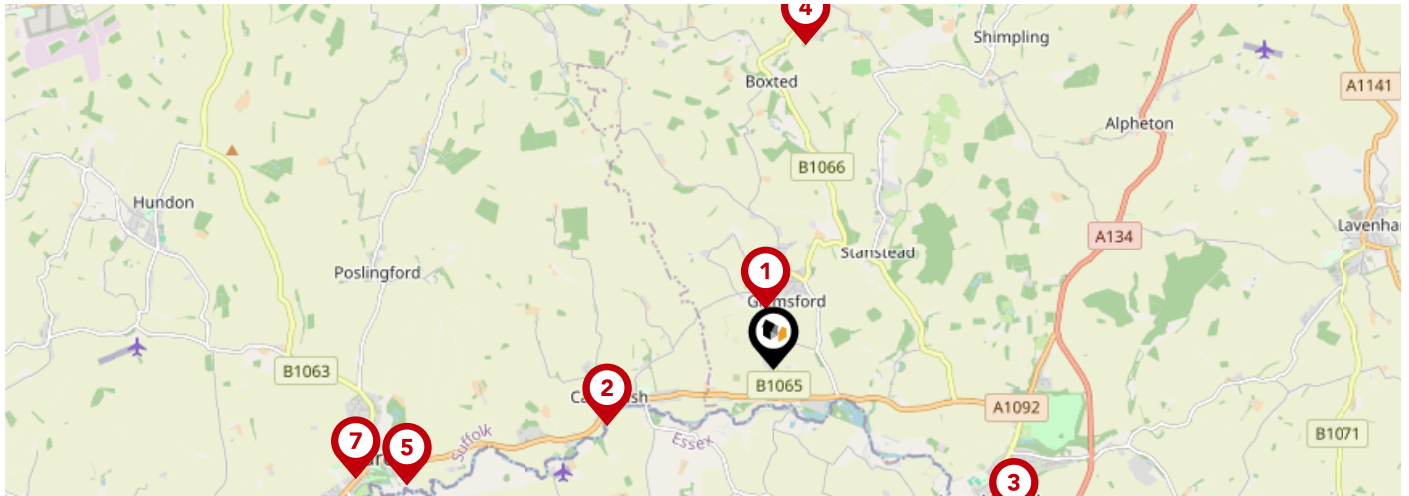 4
Shimpling
Boxted
A1141
Alpheton
B1066
Hundon
A134
Stanstead
1
Poslingford
B1063
B1065
2
A1092
B1071
7
5
Suffolk
Essex
3